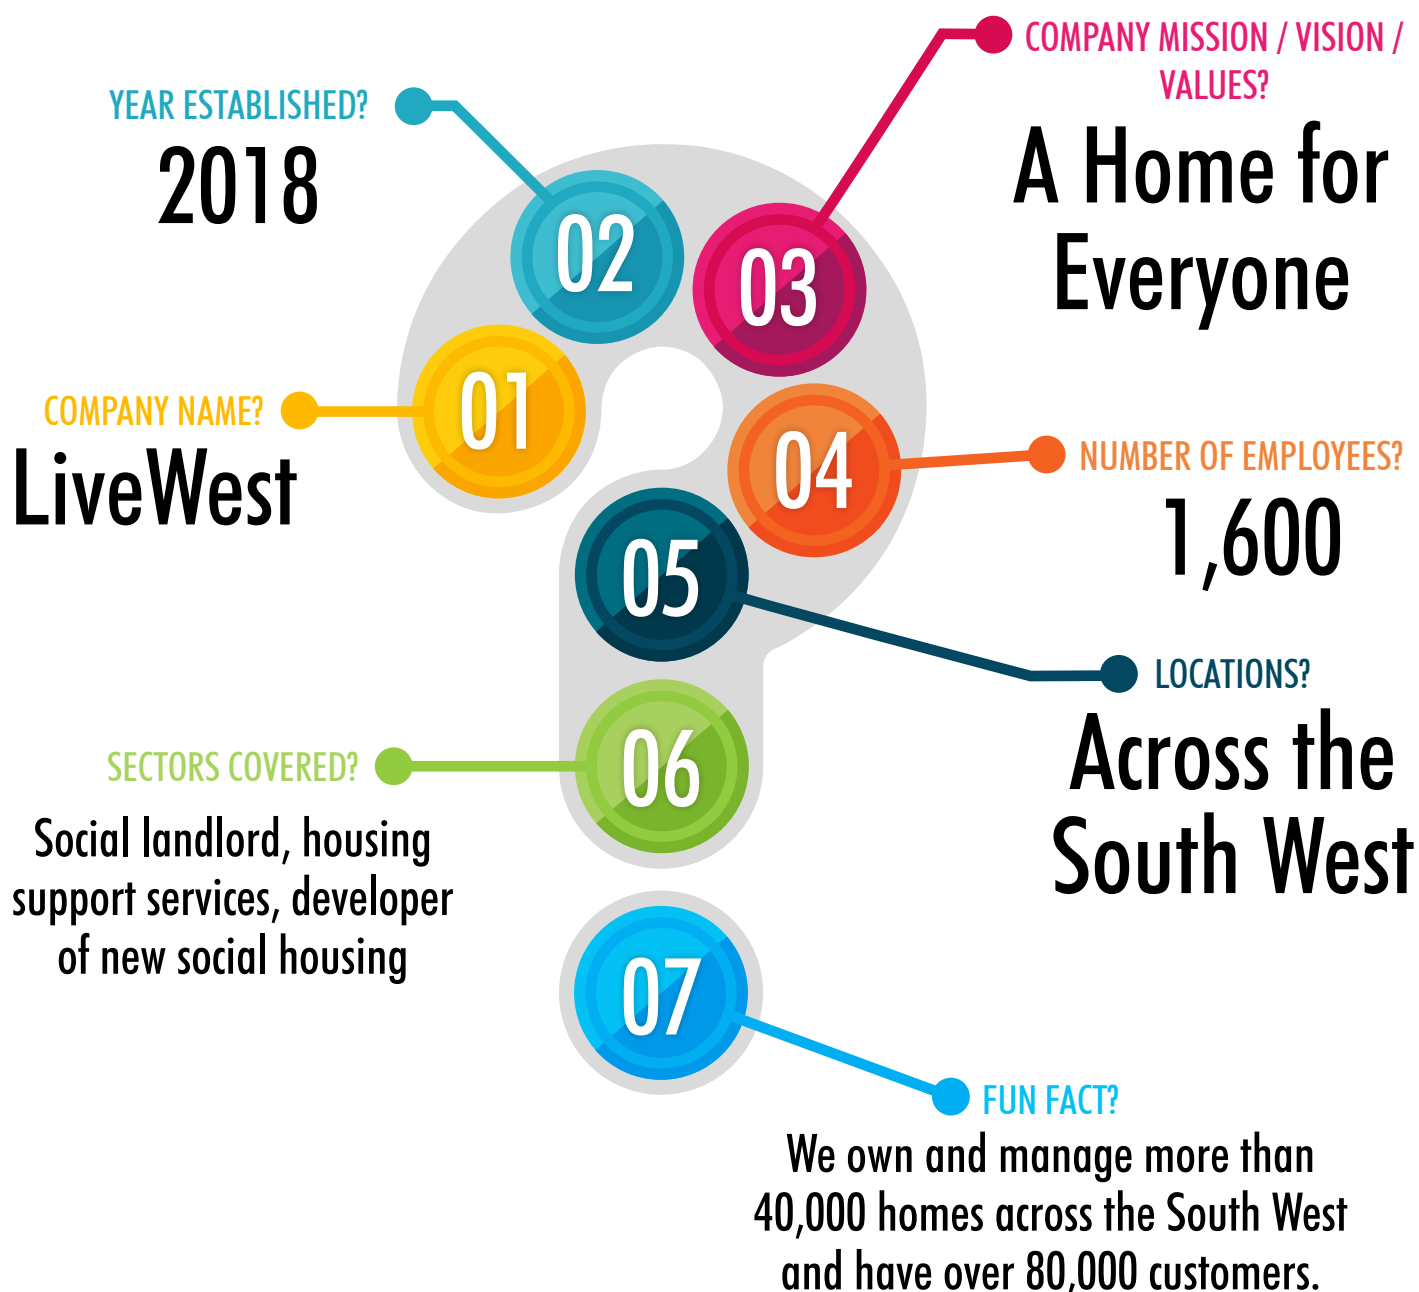 COMPANY MISSION / VISION /
VALUES?
A Home for
Everyone
YEAR ESTABLISHED?
2018
02
03
COMPANY NAME?
LiveWest
01
04
NUMBER OF EMPLOYEES?
1,600
05
LOCATIONS?
Across the
South West
SECTORS COVERED?
Social landlord, housing
support services, developer
of new social housing
06
07
FUN FACT?
We own and manage more than
40,000 homes across the South West
and have over 80,000 customers.